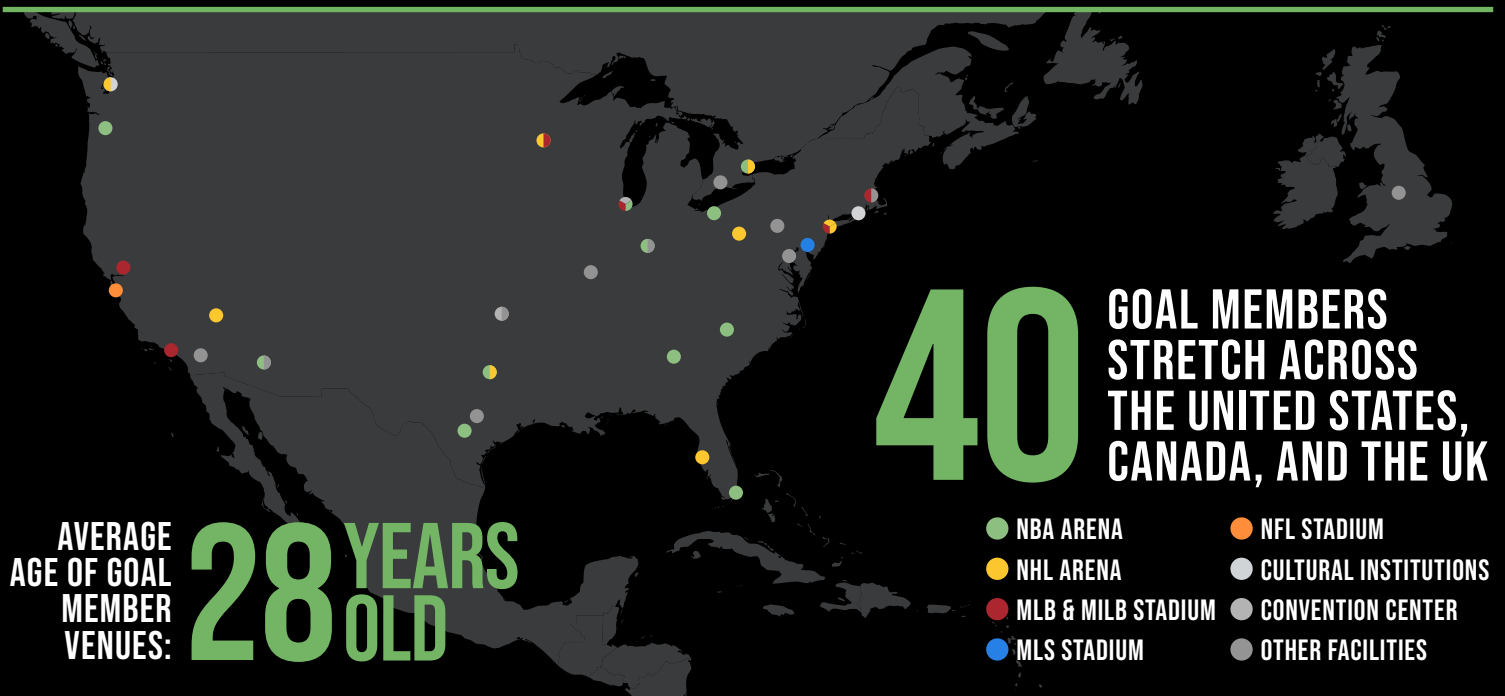 40
GOAL MEMBERS
STRETCH ACROSS
THE UNITED STATES,
CANADA, AND THE UK
AVERAGE
AGE OF GOAL
MEMBER
VENUES:
28
YEARS
OLD
NBA ARENA
NHL ARENA
MLB & MILB STADIUM
MLS STADIUM
NFL STADIUM
CULTURAL INSTITUTIONS
CONVENTION CENTER
OTHER FACILITIES